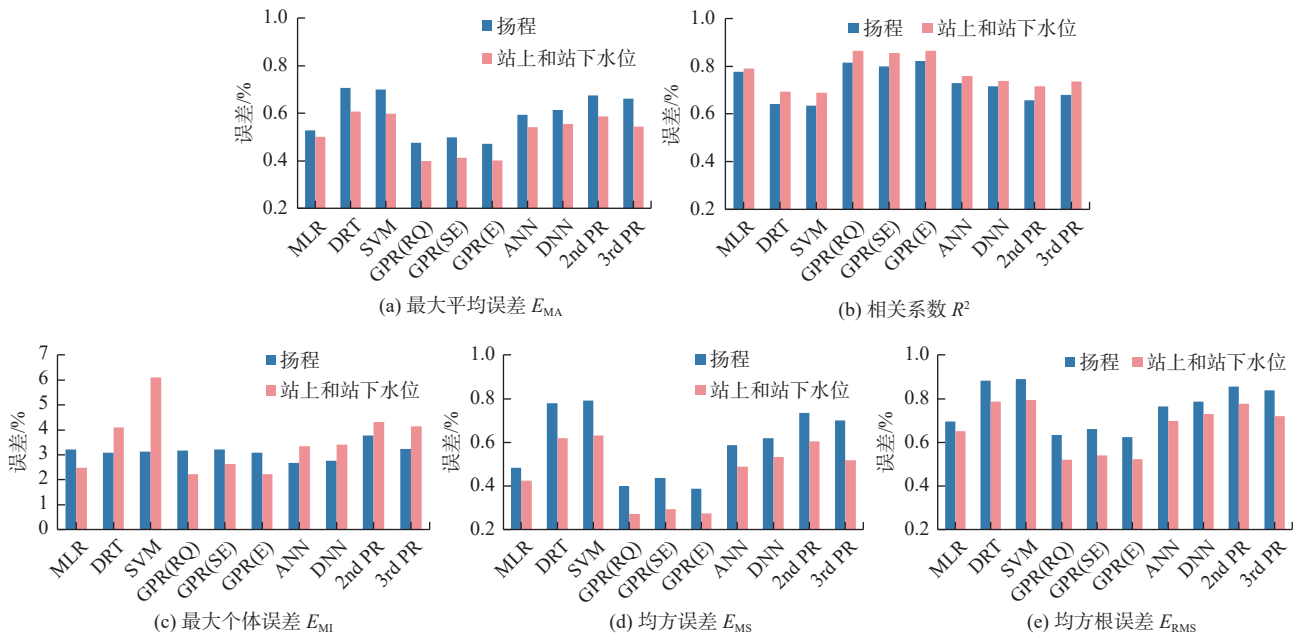 1.0
0.8
0.6
0.4
0.2
误差/%
扬程
站上和站下水位
MLR
DRT
SVM
GPR(RQ)
GPR(SE)
GPR(E)
ANN
DNN
2nd PR
3rd PR
(a) 最大平均误差 E_MA
1.0
0.8
0.6
0.4
0.2
误差/%
扬程
站上和站下水位
MLR
DRT
SVM
GPR(RQ)
GPR(SE)
GPR(E)
ANN
DNN
2nd PR
3rd PR
(b) 相关系数 R²
7
6
5
4
3
2
1
0
误差/%
扬程
站上和站下水位
MLR
DRT
SVM
GPR(RQ)
GPR(SE)
GPR(E)
ANN
DNN
2nd PR
3rd PR
(c) 最大个体误差 E_MI
1.0
0.8
0.6
0.4
0.2
误差/%
扬程
站上和站下水位
MLR
DRT
SVM
GPR(RQ)
GPR(SE)
GPR(E)
ANN
DNN
2nd PR
3rd PR
(d) 均方误差 E_MS
1.0
0.8
0.6
0.4
0.2
误差/%
扬程
站上和站下水位
MLR
DRT
SVM
GPR(RQ)
GPR(SE)
GPR(E)
ANN
DNN
2nd PR
3rd PR
(e) 均方根误差 E_RMS